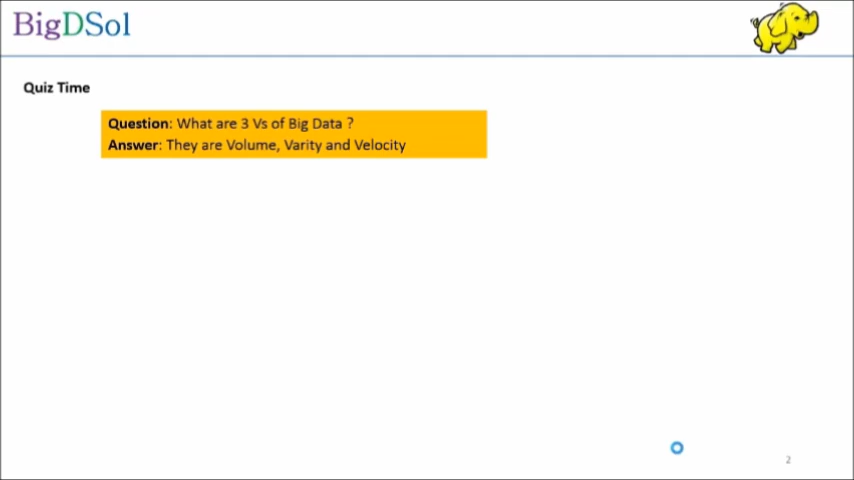 BigDSol
Quiz Time
Question: What are 3 Vs of Big Data ?
Answer: They are Volume, Varity and Velocity
2